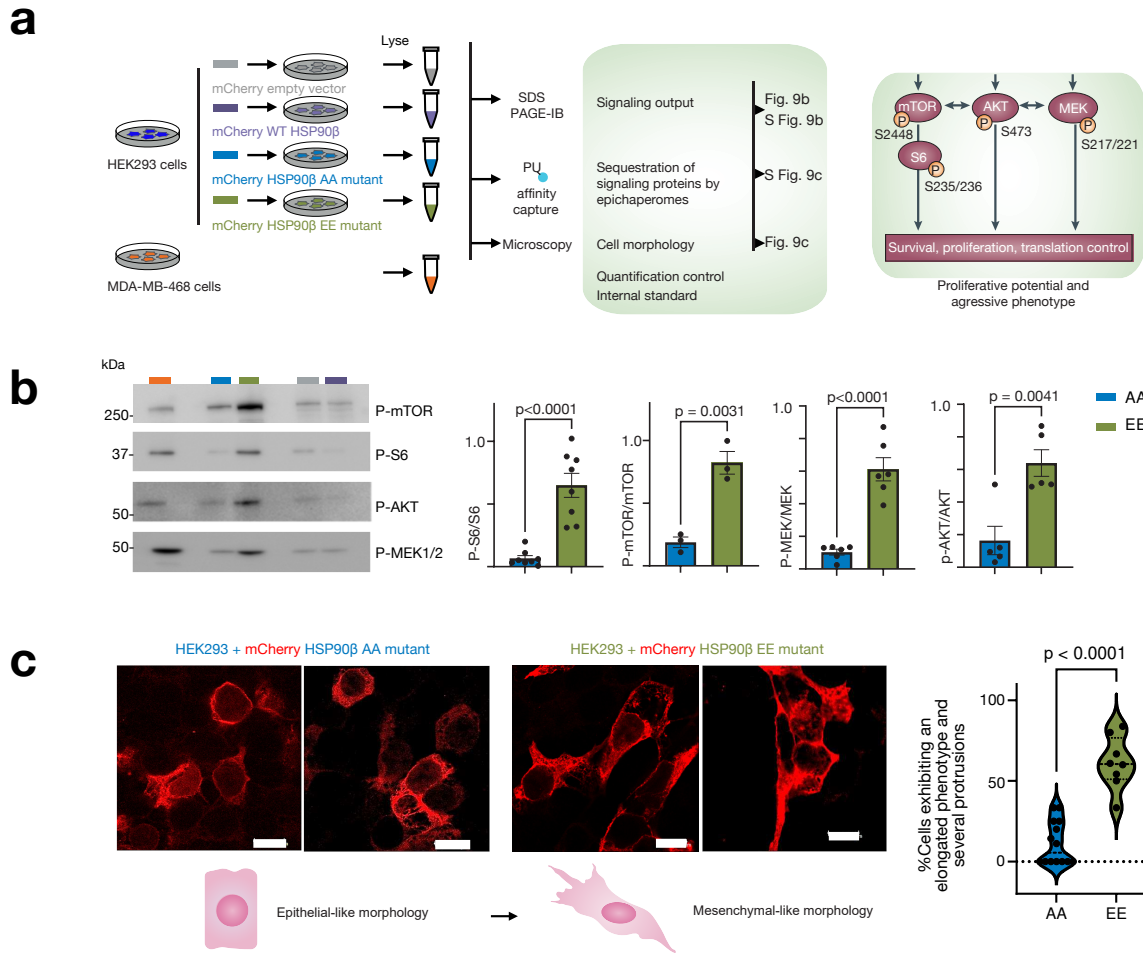 a
Lyse
mCherry empty vector
mCherry WT HSP90β
mCherry HSP90β AA mutant
mCherry HSP90β EE mutant
HEK293 cells
MDA-MB-468 cells
SDS
PAGE-IB
PU
affinity
capture
Microscopy
Signaling output
Sequestration of
signaling proteins by
epichaperomes
Cell morphology
Quantification control
Internal standard
Fig. 9b
S Fig. 9b
S Fig. 9c
Fig. 9c
mTOR
AKT
MEK
P
P
P
S2448
S473
S217/221
S6
P
S235/236
Survival, proliferation, translation control
Proliferative potential and
agressive phenotype
b
kDa
250-
P-mTOR
37-
P-S6
50-
P-AKT
50-
P-MEK1/2
p<0.0001
1.0
P-S6/S6
p = 0.0031
1.0
P-mTOR/mTOR
p<0.0001
1.0
P-MEK/MEK
p = 0.0041
1.0
p-AKT/AKT
AA
EE
c
HEK293 + mCherry HSP90β AA mutant
HEK293 + mCherry HSP90β EE mutant
Epithelial-like morphology
Mesenchymal-like morphology
p < 0.0001
%Cells exhibiting an
elongated phenotype and
several protrusions
100
50
0
AA
EE